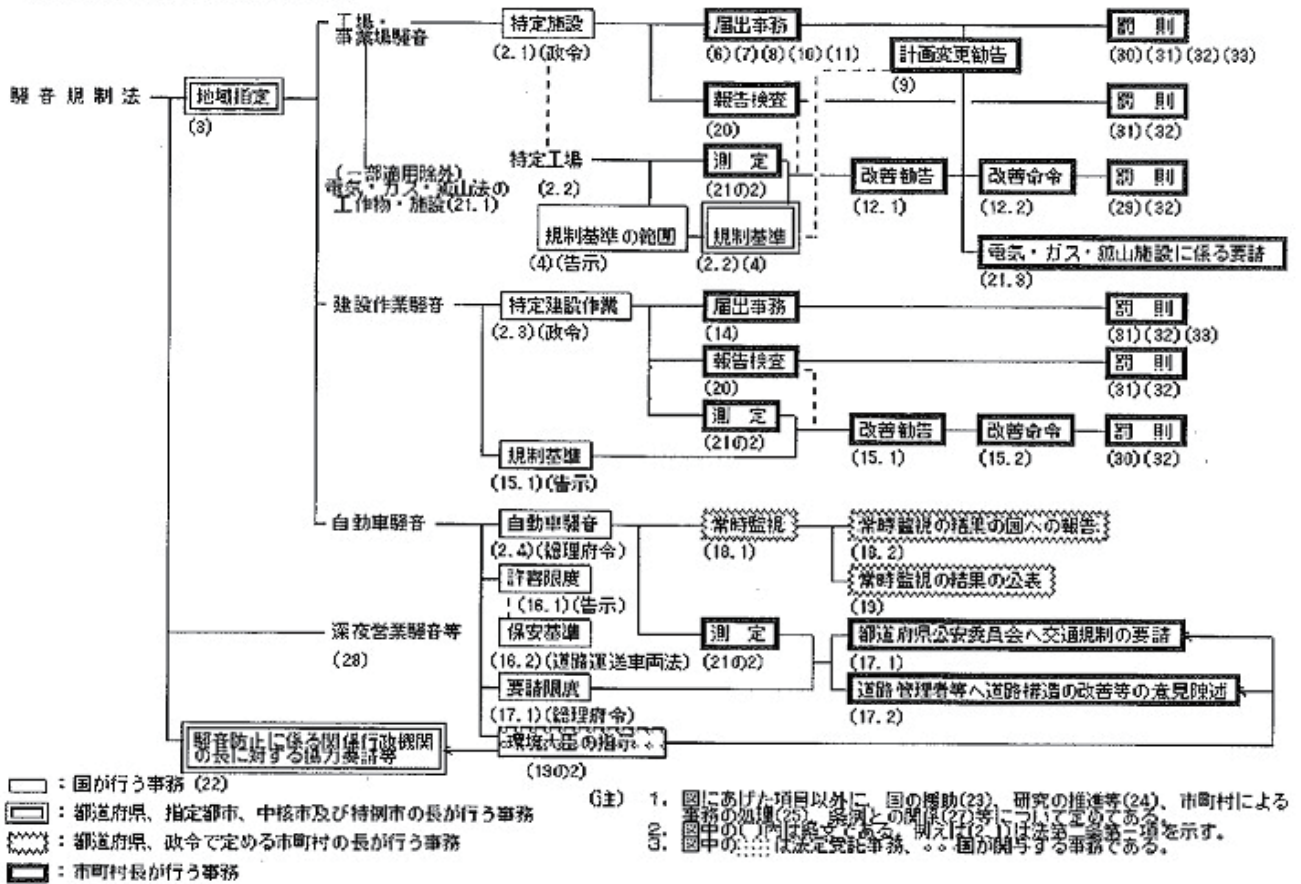 工場・ 特定施設 届出事務 罰 則
事業場騒音 (2.1)(政令) (6)(7)(8)(10)(11) 計画変更勧告 (30)(31)(32)(33)
(9)
騒音規制法 地域指定 報告検査 罰 則
(3) (20) (31)(32)
(一部適用除外) 特定工場 測 定 改善勧告 改善命令 罰 則
電気・ガス・鉱山法の (2.2) (21の2) (12.1) (12.2) (29)(32)
工作物・施設(21.1)
規制基準の範囲 規制基準 電気・ガス・鉱山施設に係る要請
(4)(告示) (2.2)(4) (21.3)
建設作業騒音 特定建設作業 届出事務 罰 則
(2.3)(政令) (14) (31)(32)(33)
報告検査 罰 則
(20) (31)(32)
測 定 改善勧告 改善命令 罰 則
(21の2) (15.1) (15.2) (30)(32)
規制基準
(15.1)(告示)
自動車騒音 自動車騒音 常時監視 常時監視の結果の国への報告
(2.4)(総理府令) (18.1) (18.2)
許容限度 常時監視の結果の公表
(16.1)(告示) (19)
深夜営業騒音等 保安基準 測 定 都道府県公安委員会へ交通規制の要請
(28) (16.2)(道路運送車両法) (21の2) (17.1)
要請限度 道路管理者等へ道路構造の改善等の意見陳述
(17.1)(総理府令) (17.2)
騒音防止に係る関係行政機関 環境大臣の指示
の長に対する協力要請等 (19の2)
：国が行う事務(22)
：都道府県、指定都市、中核市及び特例市の長が行う事務
：都道府県、政令で定める市町村の長が行う事務
：市町村長が行う事務
(注) 1. 図にあげた項目以外に、国の援助(23)、研究の推進等(24)、市町村による
事務の処理(25)、条例との関係(27)等について定めてある。
2. 図中の( )内は条文である。例えば(2.1)は法第二条第一項を示す。
3. 図中の は法定受託事務、 国が関与する事務である。